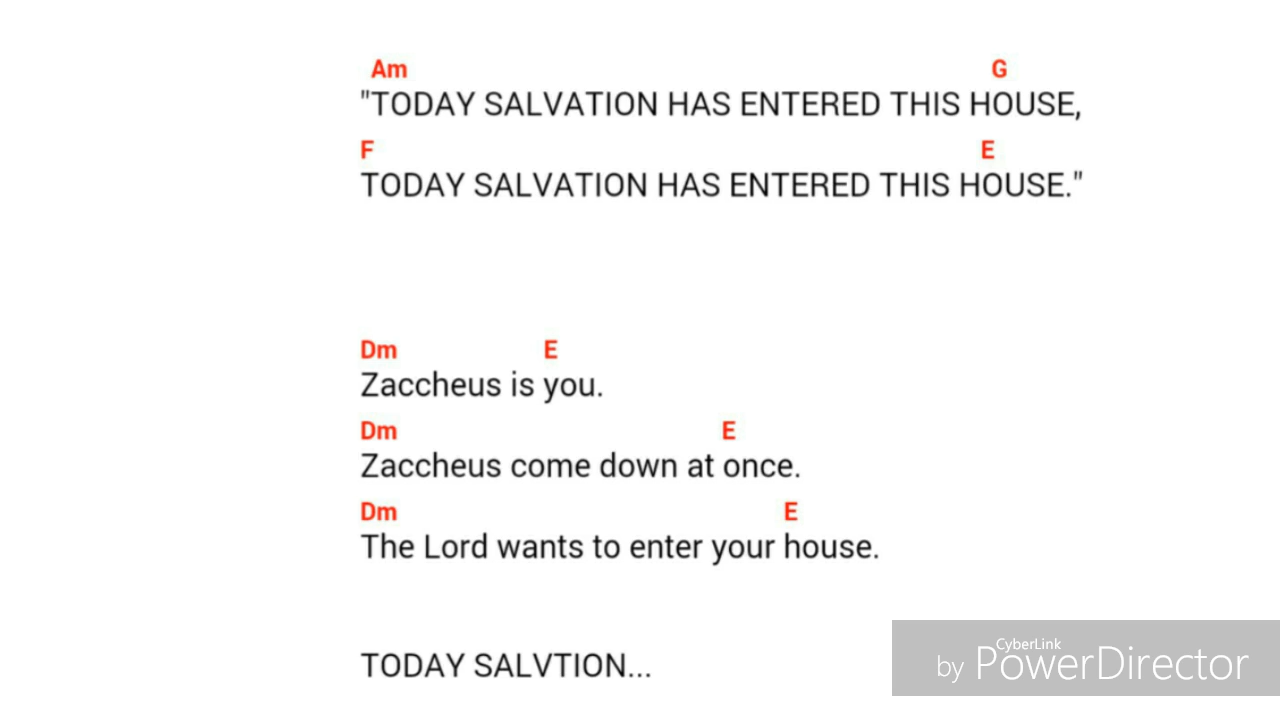 Am G
"TODAY SALVATION HAS ENTERED THIS HOUSE,
F E
TODAY SALVATION HAS ENTERED THIS HOUSE."
Dm E
Zaccheus is you.
Dm E
Zaccheus come down at once.
Dm E
The Lord wants to enter your house.
TODAY SALVTION...
CyberLink
by PowerDirector